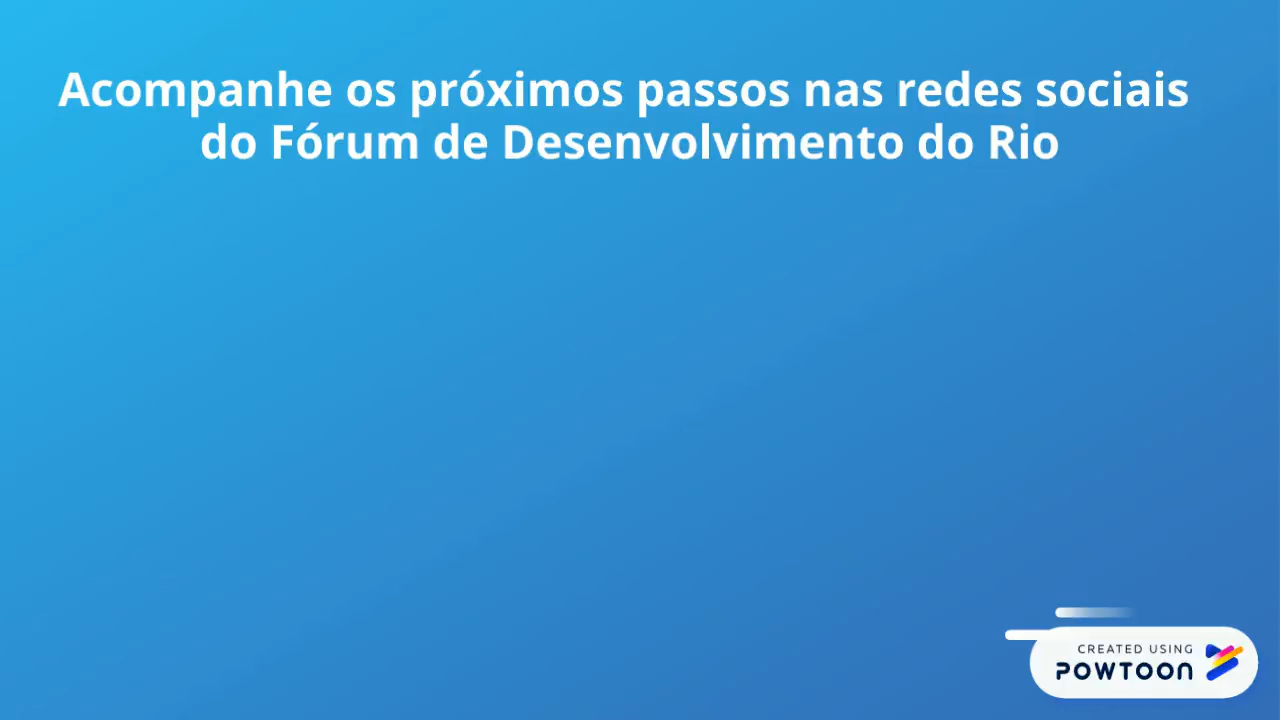 Acompanhe os próximos passos nas redes sociais
do Fórum de Desenvolvimento do Rio
CREATED USING
POWTOON